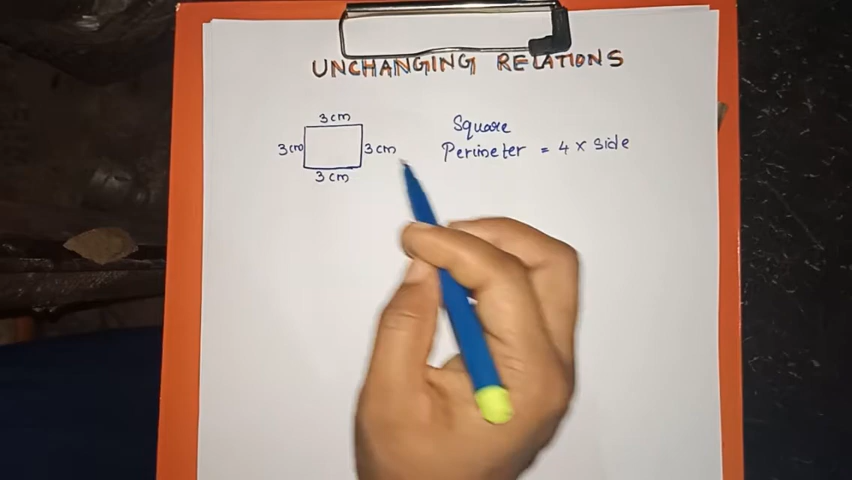 UNCHANGING RELATIONS
3 cm
3 cm
3 cm
3 cm
Square
Perimeter = 4 × Side